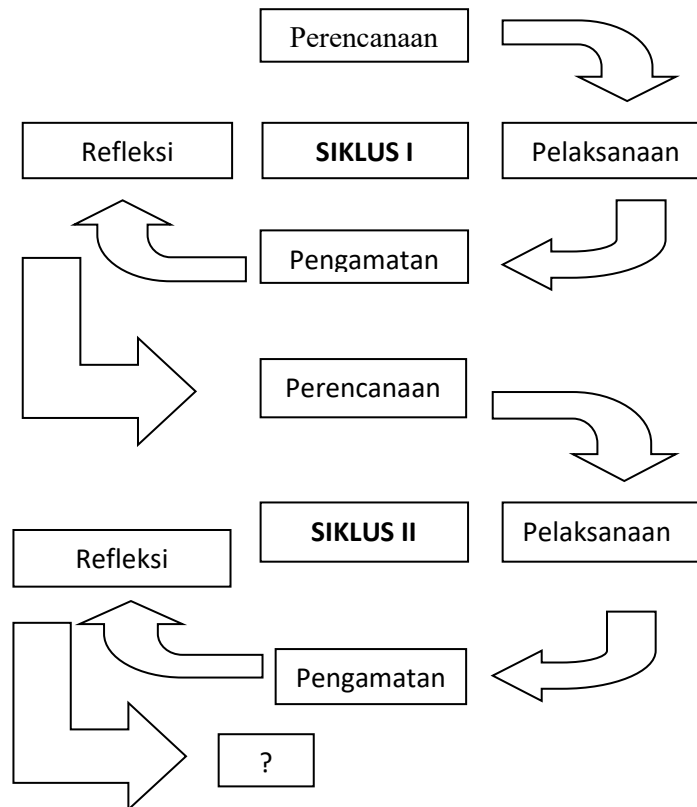 Perencanaan
Refleksi
SIKLUS I
Pelaksanaan
Pengamatan
Perencanaan
SIKLUS II
Pelaksanaan
Refleksi
Pengamatan
?